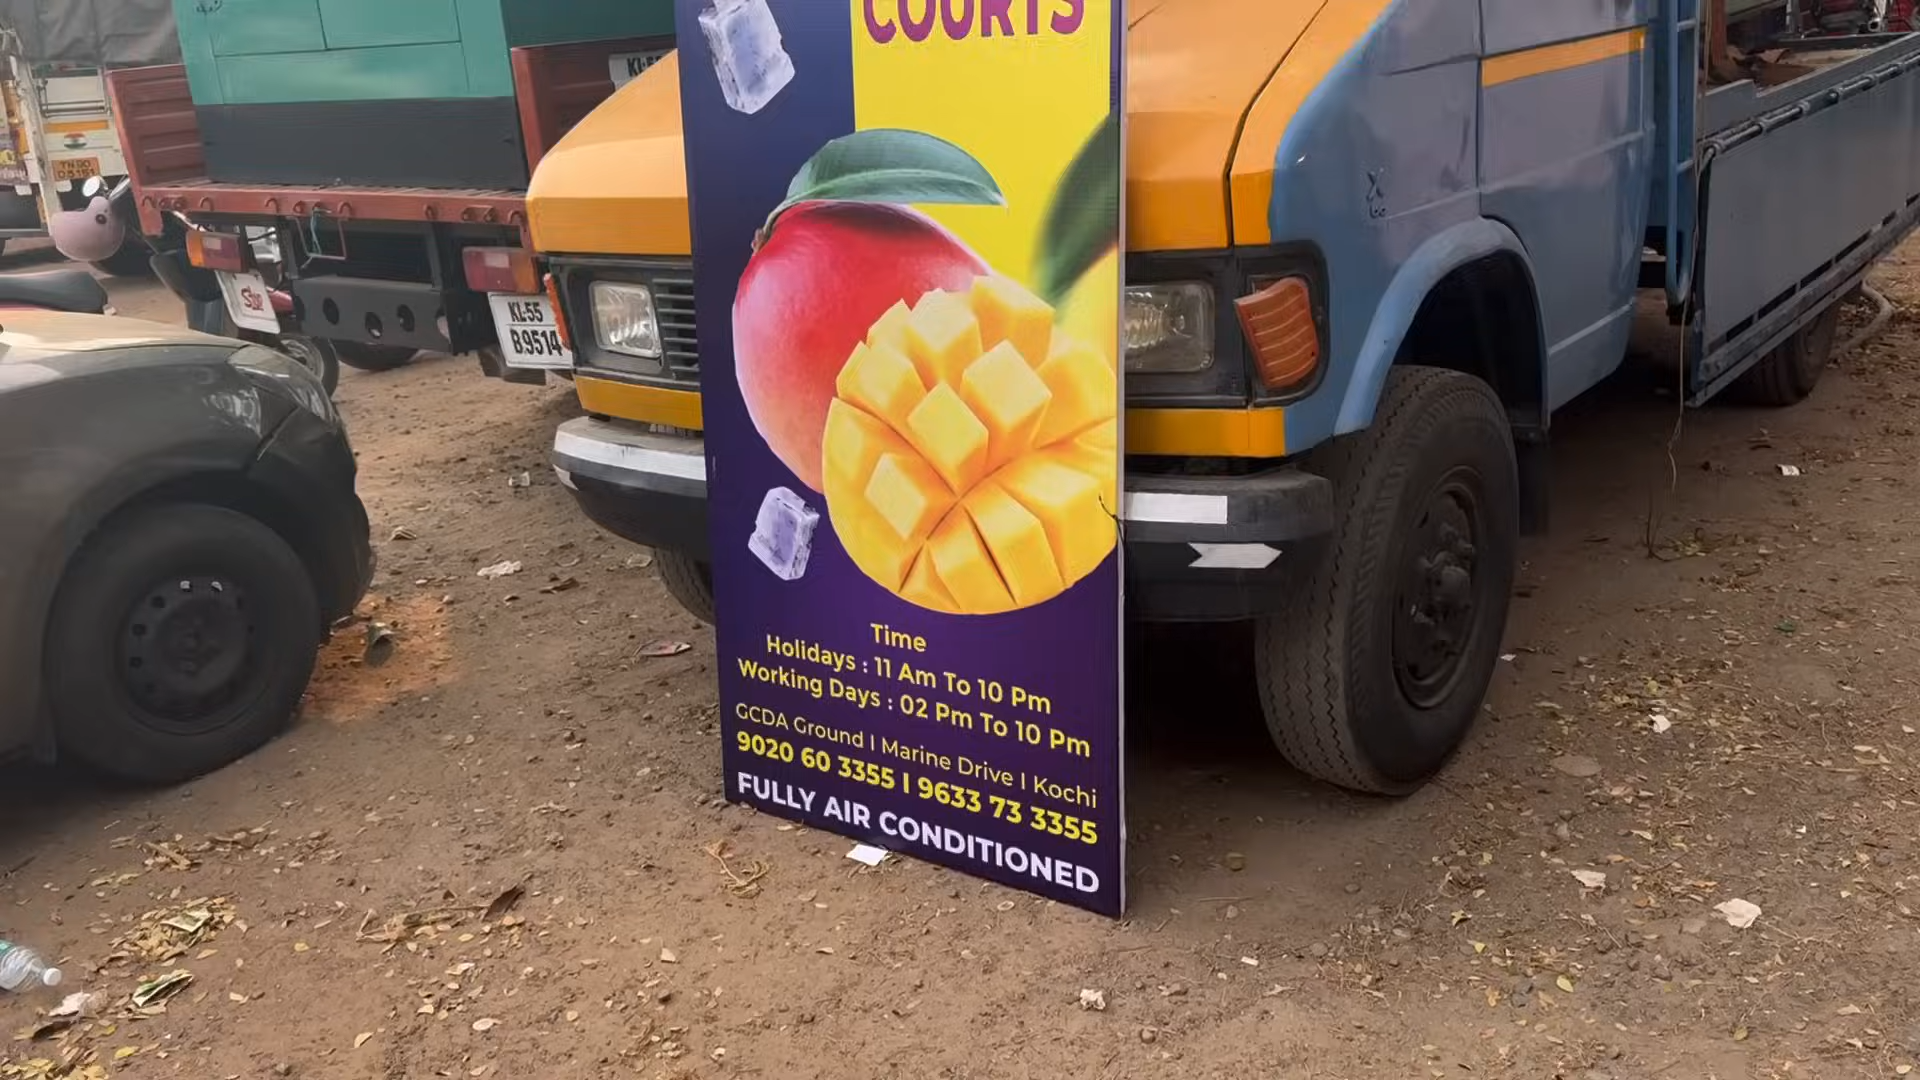 COURTS
KL-55
B.9514
Stop
Time
Holidays : 11 Am To 10 Pm
Working Days : 02 Pm To 10 Pm
GCDA Ground I Marine Drive I Kochi
9020 60 3355 I 9633 73 3355
FULLY AIR CONDITIONED